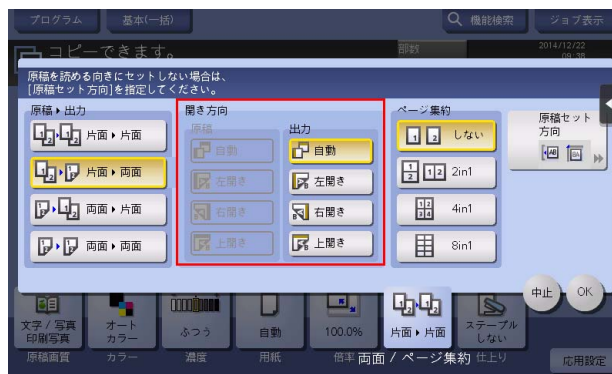 プログラム
基本(一括)
機能検索
ジョブ表示
コピーできます。
部数
2014/12/22
09:38
原稿を読める向きにセットしない場合は、
[原稿セット方向]を指定してください。
原稿▶出力
片面▶片面
片面▶両面
両面▶片面
両面▶両面
開き方向
原稿
自動
左開き
右開き
上開き
出力
自動
左開き
右開き
上開き
ページ集約
しない
2in1
4in1
8in1
原稿セット
方向
中止
OK
文字/写真
印刷写真
原稿画質
オート
カラー
カラー
ふつう
濃度
自動
用紙
100.0%
倍率
片面▶片面
両面/ページ集約
ステープル
しない
仕上り
応用設定